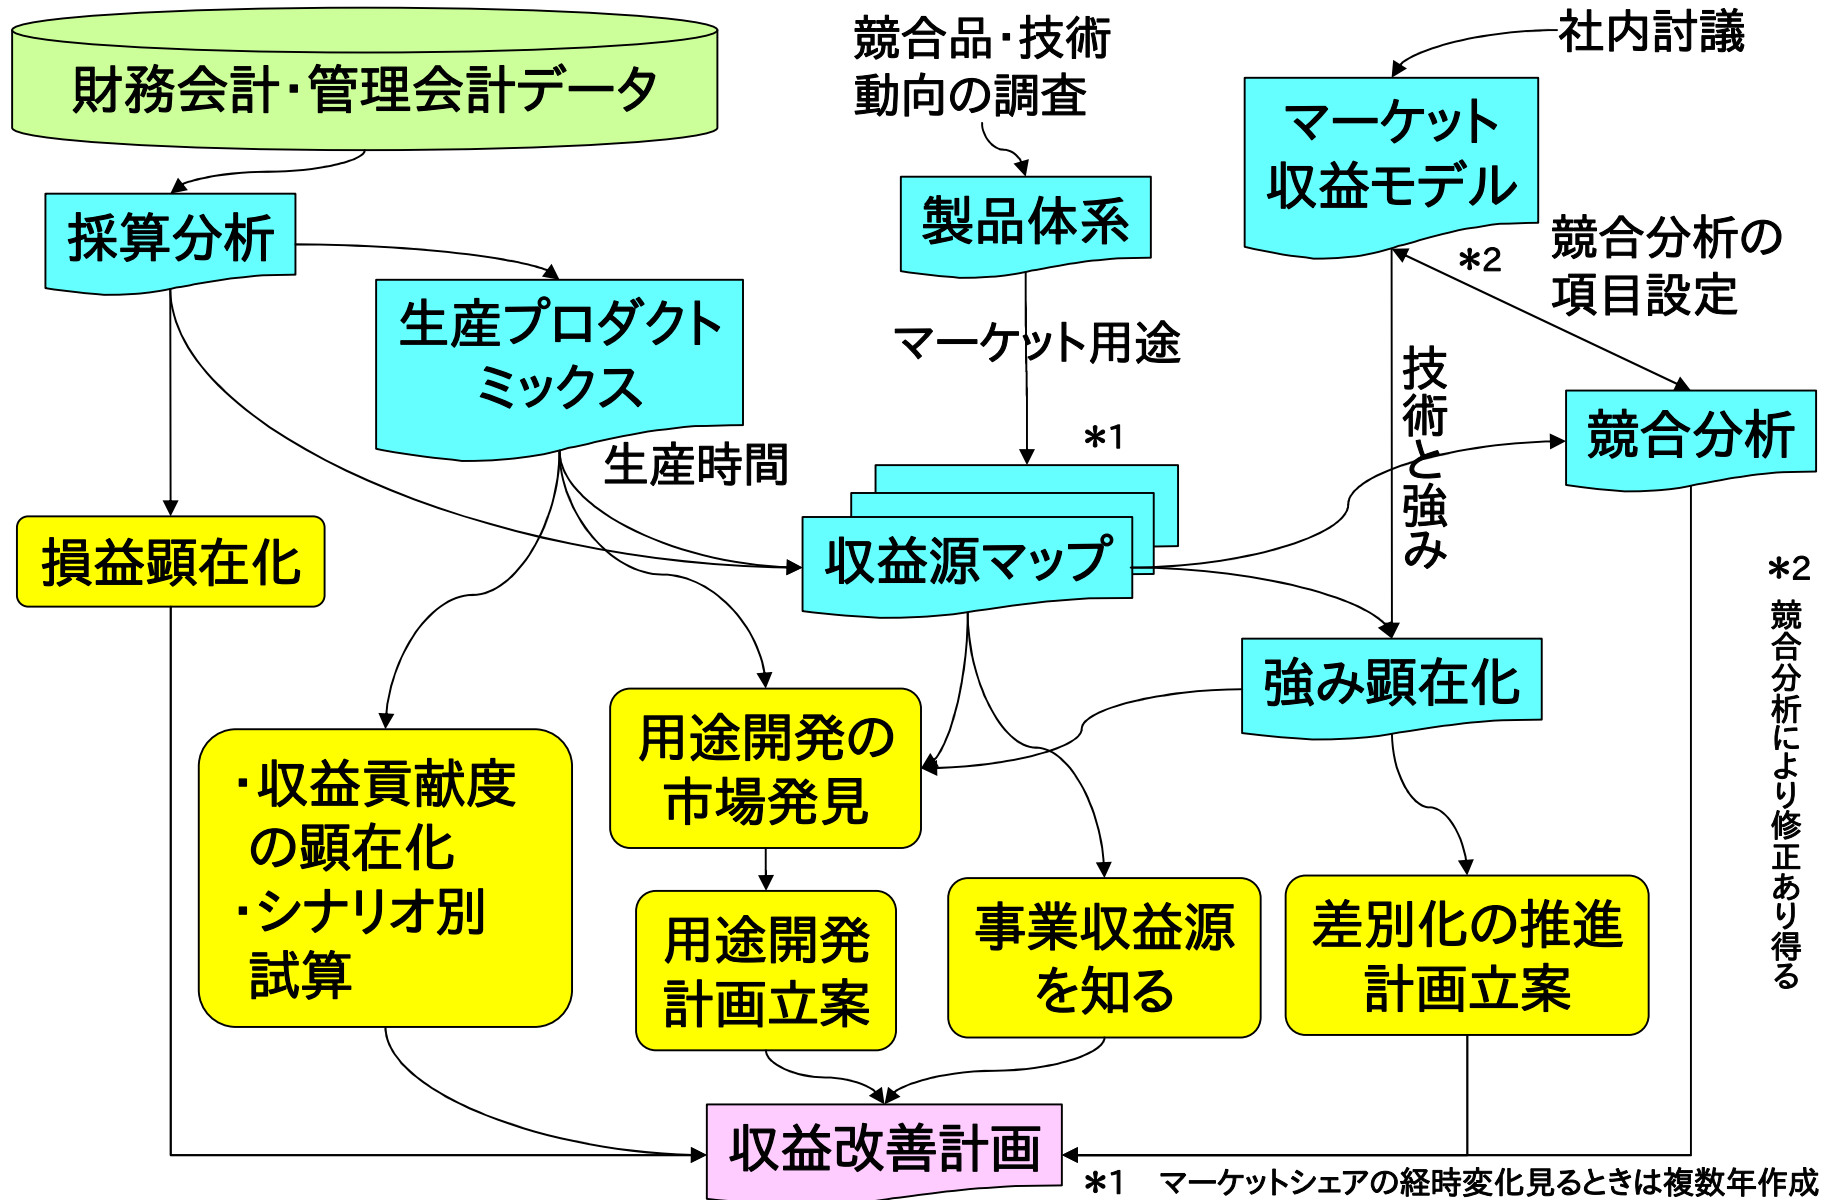 財務会計・管理会計データ
競合品・技術
動向の調査
社内討議
マーケット
収益モデル
採算分析
製品体系
*2
競合分析の
項目設定
生産プロダクト
ミックス
マーケット用途
技術と強み
競合分析
*1
生産時間
損益顕在化
収益源マップ
*2
競合分析により修正あり得る
強み顕在化
用途開発の
市場発見
・収益貢献度
の顕在化
・シナリオ別
試算
用途開発
計画立案
事業収益源
を知る
差別化の推進
計画立案
収益改善計画
*1 マーケットシェアの経時変化見るときは複数年作成